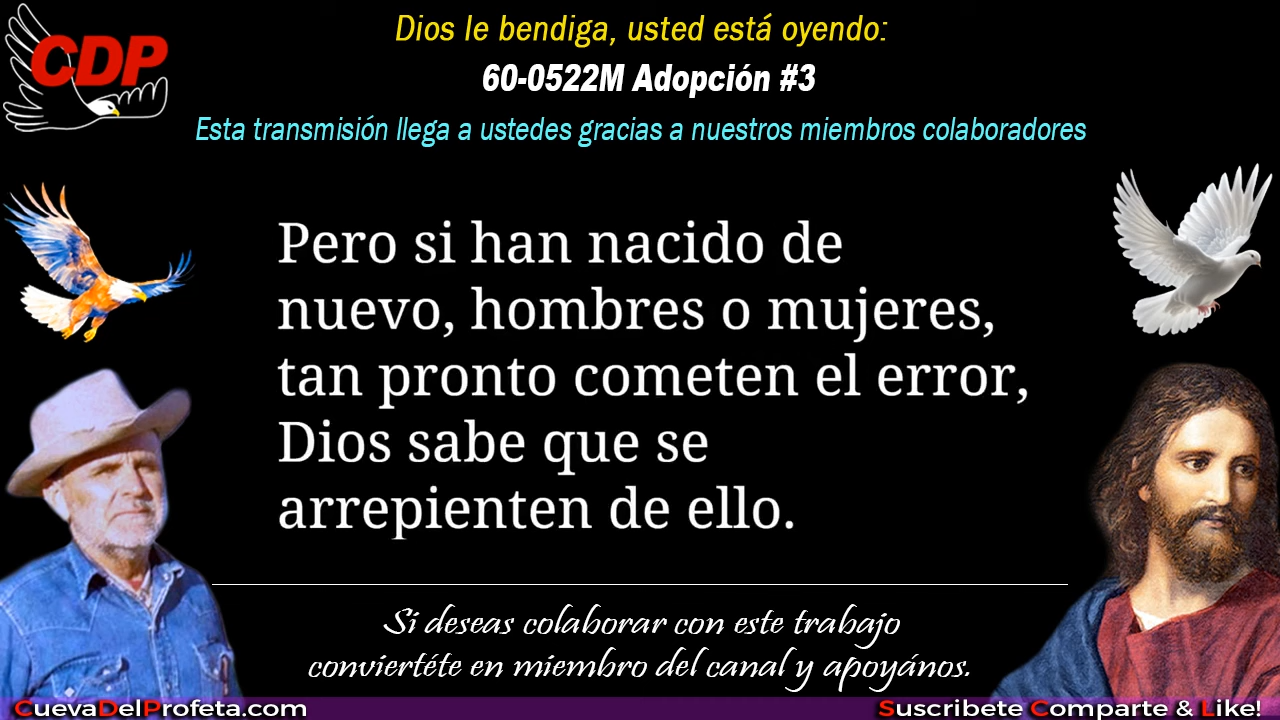 CDP
Dios le bendiga, usted está oyendo:
60-0522M Adopción #3
Esta transmisión llega a ustedes gracias a nuestros miembros colaboradores
Pero si han nacido de
nuevo, hombres o mujeres,
tan pronto cometen el error,
Dios sabe que se
arrepienten de ello.
Si deseas colaborar con este trabajo
conviertéte en miembro del canal y apoyános.
CuevaDelProfeta.com
Suscribete Comparte & Like!